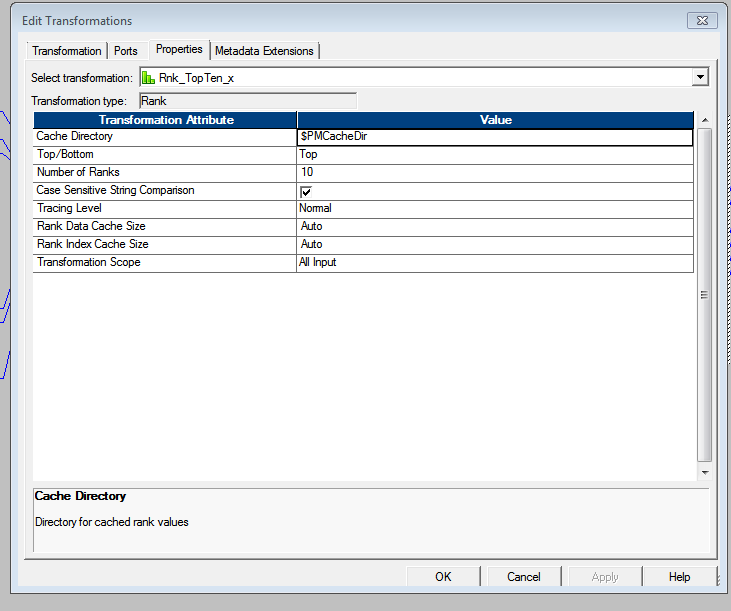 Edit Transformations
Transformation Ports Properties Metadata Extensions
Select transformation: Rnk_TopTen_x
Transformation type: Rank
Transformation Attribute Value
Cache Directory $PMCacheDir
Top/Bottom Top
Number of Ranks 10
Case Sensitive String Comparison
Tracing Level Normal
Rank Data Cache Size Auto
Rank Index Cache Size Auto
Transformation Scope All Input
Cache Directory
Directory for cached rank values
OK Cancel Apply Help